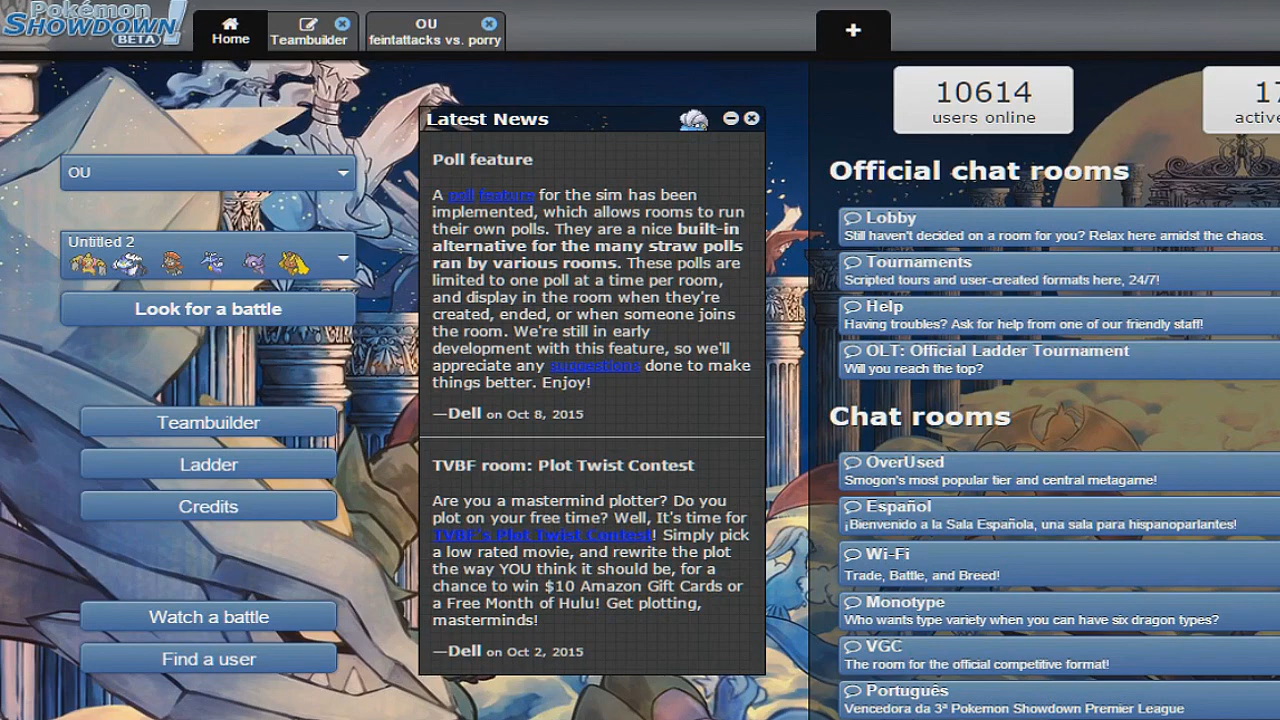 Pokémon
SHOWDOWN!
BETA
Home
Teambuilder
OU
feintattacks vs. porry
+
OU
Untitled 2
Look for a battle
Teambuilder
Ladder
Credits
Watch a battle
Find a user
Latest News
Poll feature
A poll feature for the sim has been
implemented, which allows rooms to run
their own polls. They are a nice built-in
alternative for the many straw polls
ran by various rooms. These polls are
limited to one poll at a time per room,
and display in the room when they're
created, ended, or when someone joins
the room. We're still in early
development with this feature, so we'll
appreciate any suggestions done to make
things better. Enjoy!
—Dell on Oct 8, 2015
TVBF room: Plot Twist Contest
Are you a mastermind plotter? Do you
plot on your free time? Well, It's time for
TVBF's Plot Twist Contest! Simply pick
a low rated movie, and rewrite the plot
the way YOU think it should be, for a
chance to win $10 Amazon Gift Cards or
a Free Month of Hulu! Get plotting,
masterminds!
—Dell on Oct 2, 2015
10614
users online
17
active
Official chat rooms
Lobby
Still haven't decided on a room for you? Relax here amidst the chaos.
Tournaments
Scripted tours and user-created formats here, 24/7!
Help
Having troubles? Ask for help from one of our friendly staff!
OLT: Official Ladder Tournament
Will you reach the top?
Chat rooms
OverUsed
Smogon's most popular tier and central metagame!
Español
¡Bienvenido a la Sala Española, una sala para hispanoparlantes!
Wi-Fi
Trade, Battle, and Breed!
Monotype
Who wants type variety when you can have six dragon types?
VGC
The room for the official competitive format!
Português
Vencedora da 3ª Pokemon Showdown Premier League